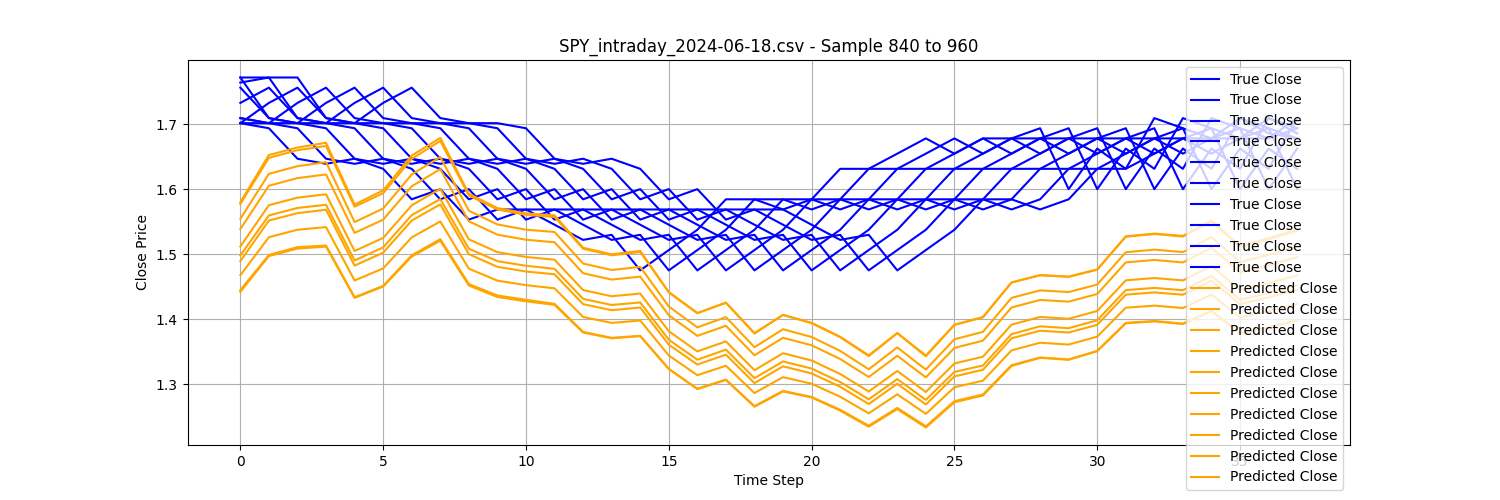 SPY_intraday_2024-06-18.csv - Sample 840 to 960
Close Price
1.7
1.6
1.5
1.4
1.3
0
5
10
15
20
25
30
35
Time Step
True Close
True Close
True Close
True Close
True Close
True Close
True Close
True Close
True Close
True Close
Predicted Close
Predicted Close
Predicted Close
Predicted Close
Predicted Close
Predicted Close
Predicted Close
Predicted Close
Predicted Close
Predicted Close